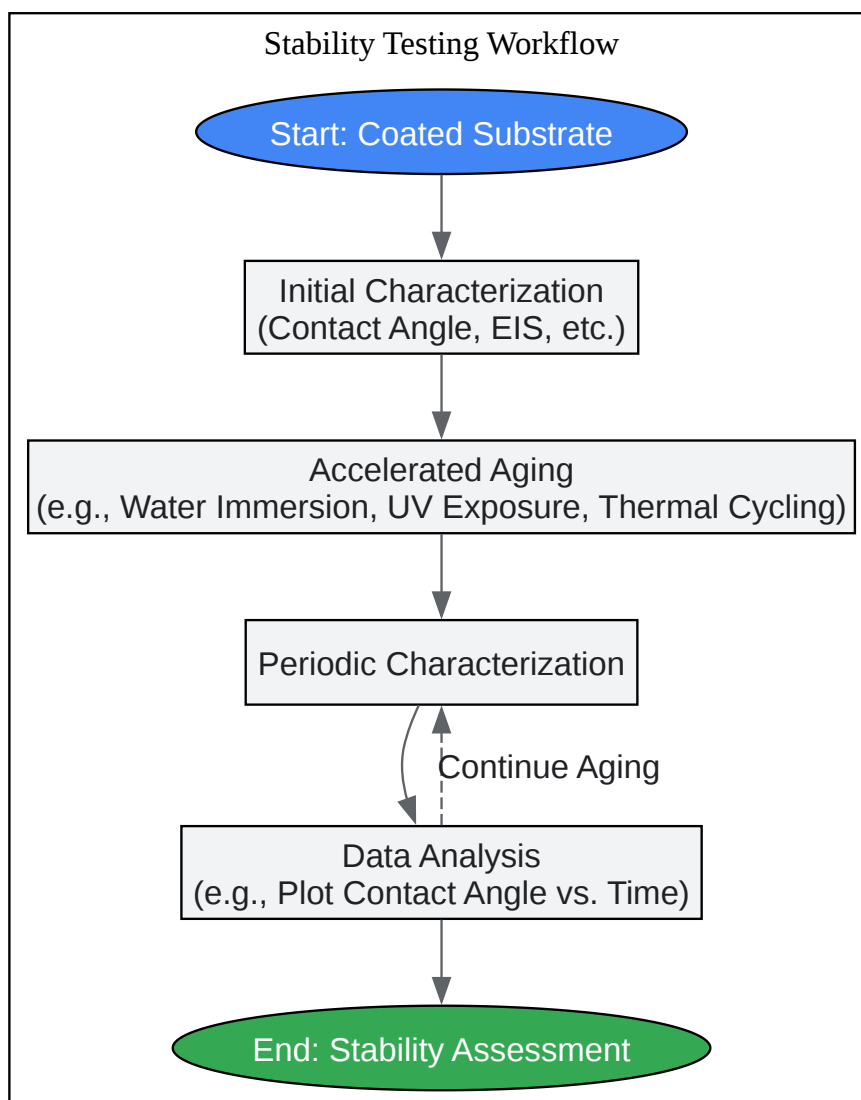 Stability Testing Workflow
Start: Coated Substrate
Initial Characterization
(Contact Angle, EIS, etc.)
Accelerated Aging
(e.g., Water Immersion, UV Exposure, Thermal Cycling)
Periodic Characterization
Continue Aging
Data Analysis
(e.g., Plot Contact Angle vs. Time)
End: Stability Assessment